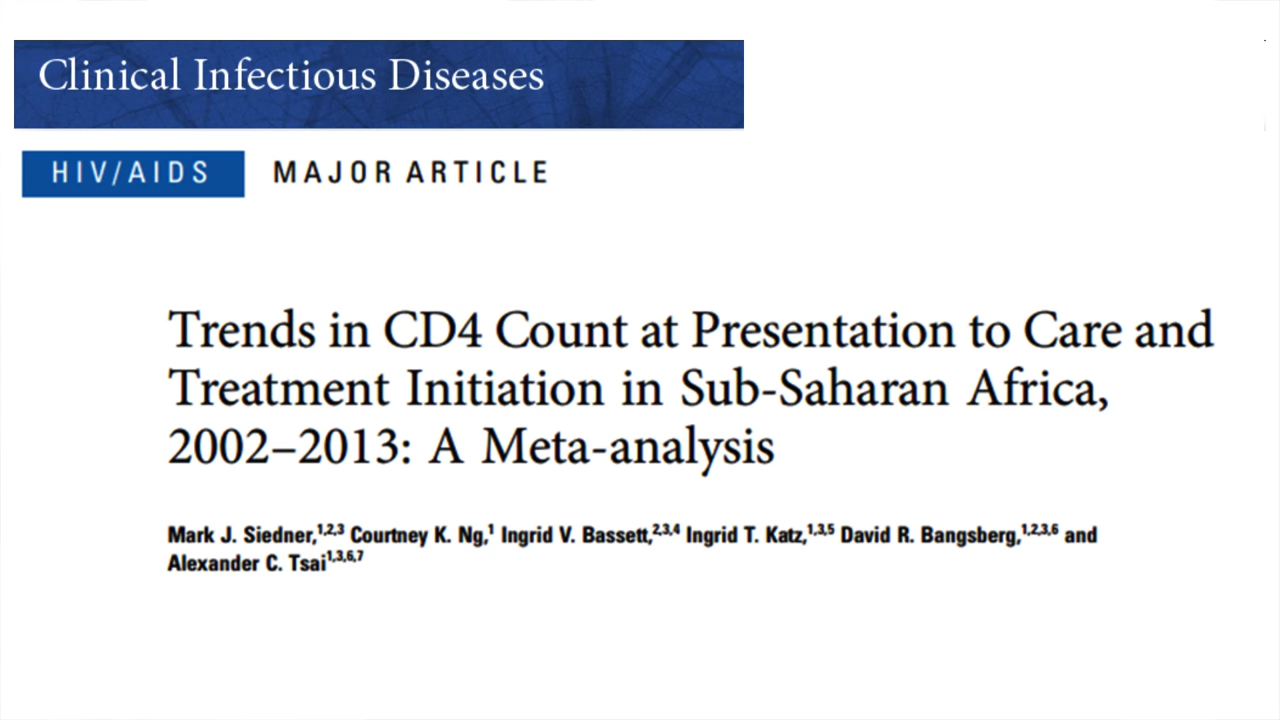 Clinical Infectious Diseases
HIV/AIDS MAJOR ARTICLE
Trends in CD4 Count at Presentation to Care and
Treatment Initiation in Sub-Saharan Africa,
2002–2013: A Meta-analysis
Mark J. Siedner,1,2,3 Courtney K. Ng,1 Ingrid V. Bassett,2,3,4 Ingrid T. Katz,1,3,5 David R. Bangsberg,1,2,3,6 and
Alexander C. Tsai1,3,6,7